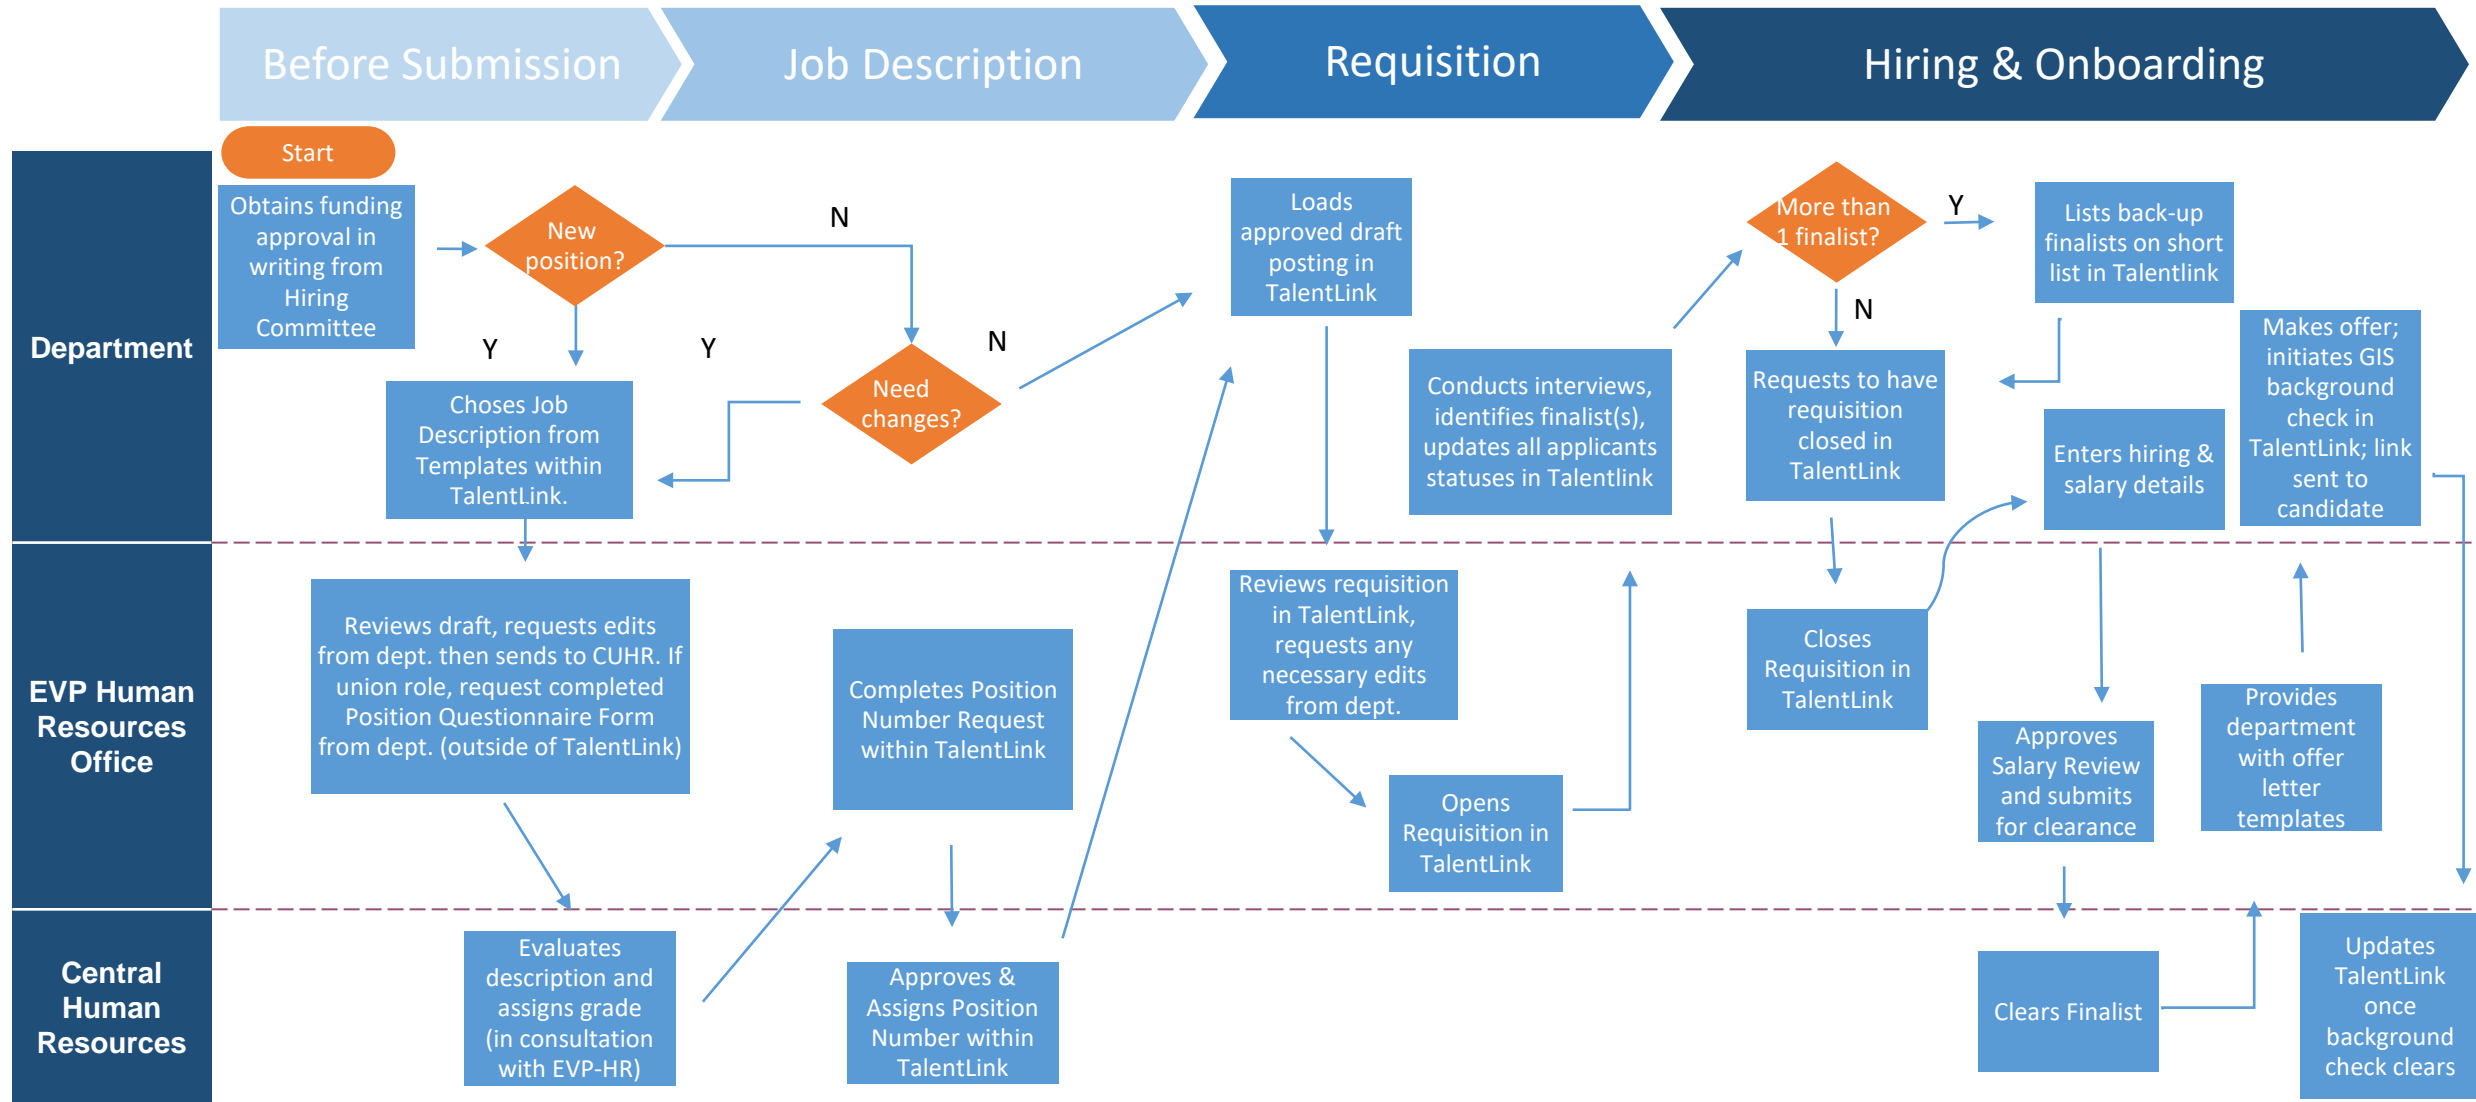 Before Submission
Job Description
Requisition
Hiring & Onboarding
Department
Start
Obtains funding
approval in
writing from
Hiring
Committee
New
position?
N
Y
Choses Job
Description from
Templates within
TalentLink.
Y
Need
changes?
N
Loads
approved draft
posting in
TalentLink
Conducts interviews,
identifies finalist(s),
updates all applicants
statuses in Talentlink
More than
1 finalist?
Y
N
Lists back-up
finalists on short
list in Talentlink
Requests to have
requisition
closed in
TalentLink
Enters hiring &
salary details
Makes offer;
initiates GIS
background
check in
TalentLink; link
sent to
candidate
EVP Human
Resources
Office
Reviews draft, requests edits
from dept. then sends to CUHR. If
union role, request completed
Position Questionnaire Form
from dept. (outside of TalentLink)
Completes Position
Number Request
within TalentLink
Reviews requisition
in TalentLink,
requests any
necessary edits
from dept.
Opens
Requisition in
TalentLink
Closes
Requisition in
TalentLink
Approves
Salary Review
and submits
for clearance
Provides
department
with offer
letter
templates
Central
Human
Resources
Evaluates
description and
assigns grade
(in consultation
with EVP-HR)
Approves &
Assigns Position
Number within
TalentLink
Clears Finalist
Updates
TalentLink
once
background
check clears